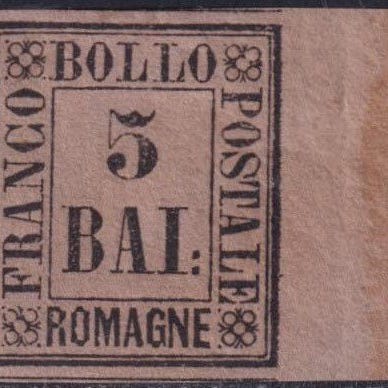 BOLLO
FRANCO
POSTALE
5
BAI:
ROMAGNE